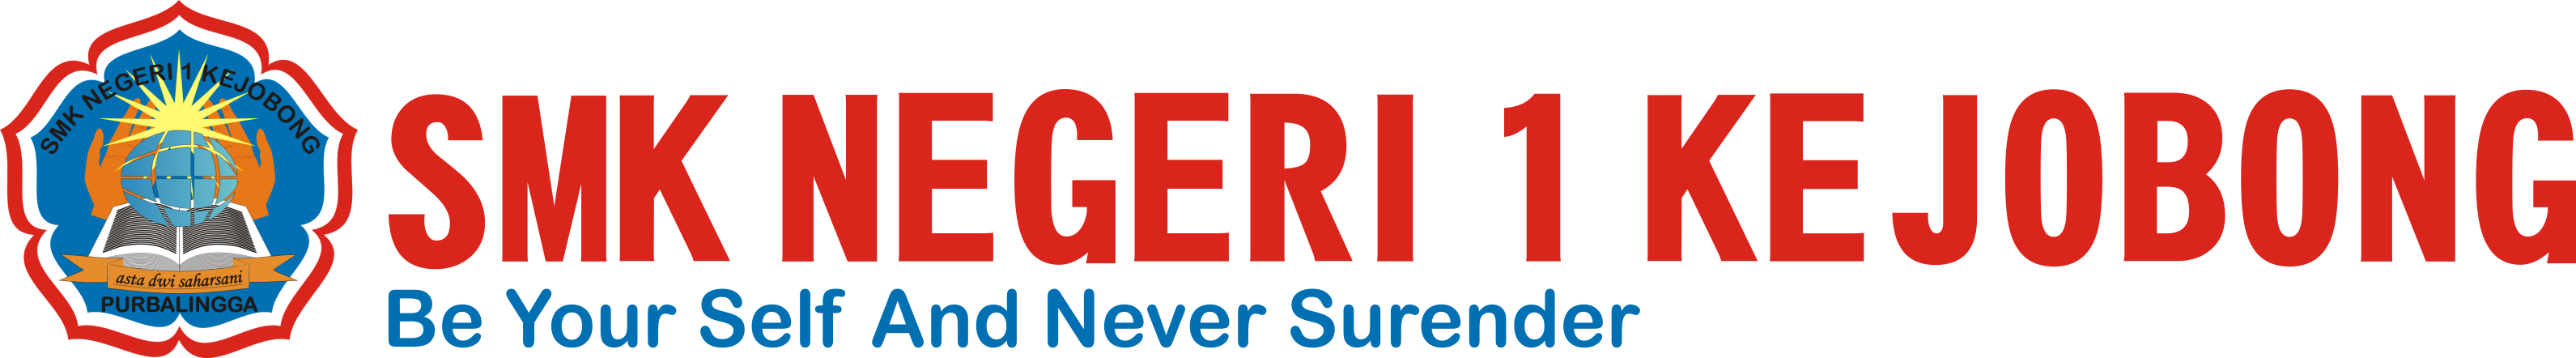 SMK NEGERI 1 KEJOBONG
asta dwi saharsani
PURBALINGGA
SMK NEGERI 1 KEJOBONG
Be Your Self And Never Surender